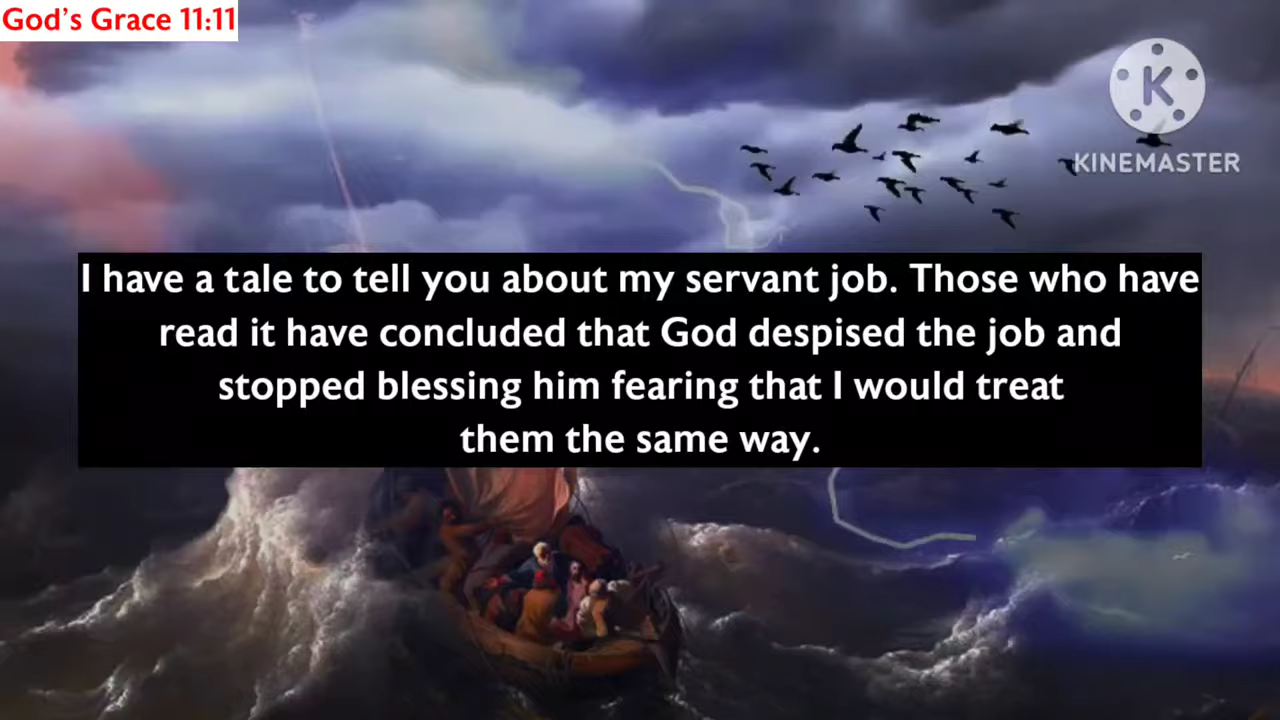 God's Grace 11:11
K
KINEMASTER
I have a tale to tell you about my servant job. Those who have
read it have concluded that God despised the job and
stopped blessing him fearing that I would treat
them the same way.